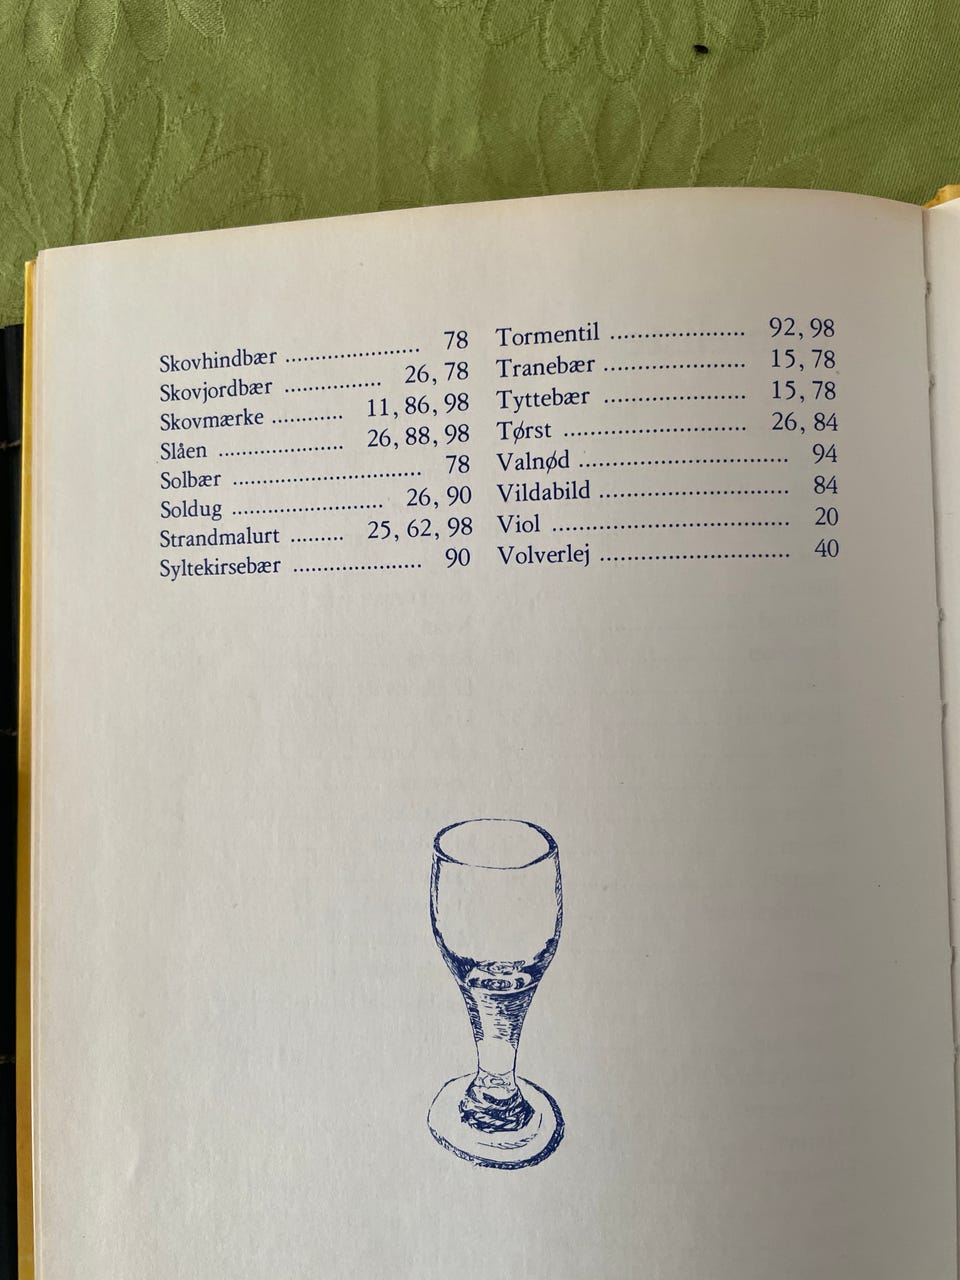 Skovhindbær ...................... 78
Skovjordbær ................ 26, 78
Skovmærke ........... 11, 86, 98
Slåen ................... 26, 88, 98
Solbær ............................. 78
Soldug ....................... 26, 90
Strandmalurt ......... 25, 62, 98
Syltekirsebær .................... 90
Tormentil ..................... 92, 98
Tranebær ...................... 15, 78
Tyttebær ...................... 15, 78
Tørst ............................ 26, 84
Valnød ................................ 94
Vildabild ............................. 84
Viol .................................... 20
Volverlej ............................. 40